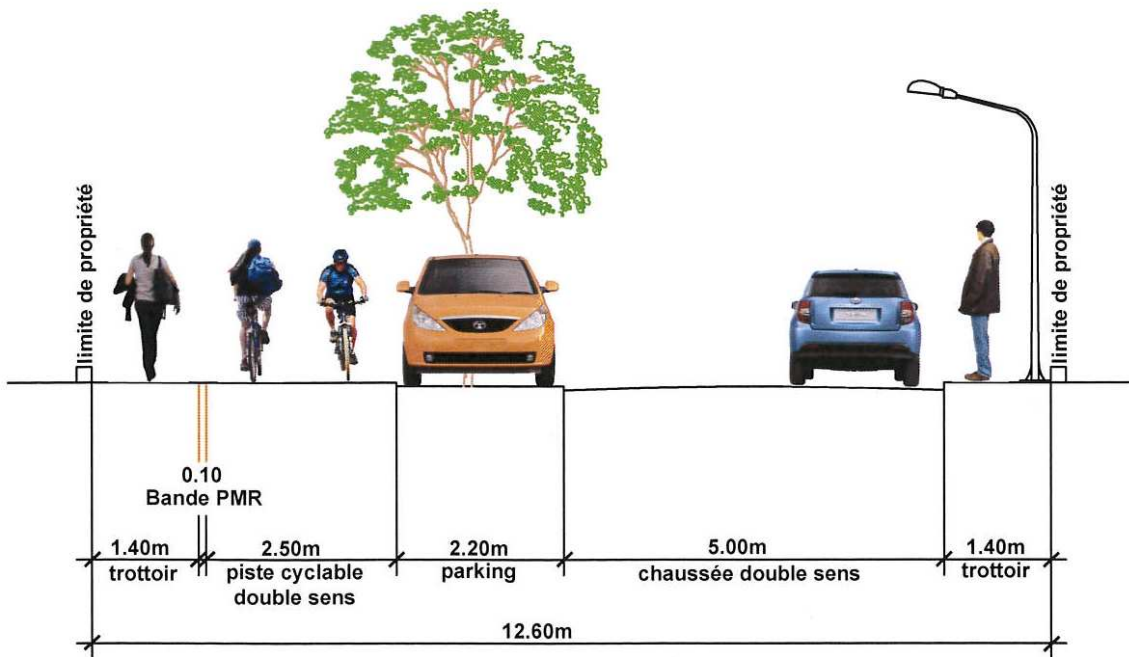 limite de propriété
limite de propriété
0.10
Bande PMR
1.40m
2.50m
2.20m
5.00m
1.40m
trottoir
piste cyclable
double sens
parking
chaussée double sens
trottoir
12.60m